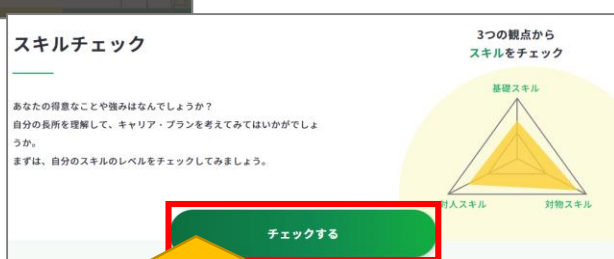 スキルチェック
3つの観点から
スキルをチェック
あなたの得意なことや強みはなんでしょうか?
自分の長所を理解して、キャリア・プランを考えてみてはいかがでしょ
うか。
まずは、自分のスキルのレベルをチェックしてみましょう。
基礎スキル
対人スキル
対物スキル
チェックする